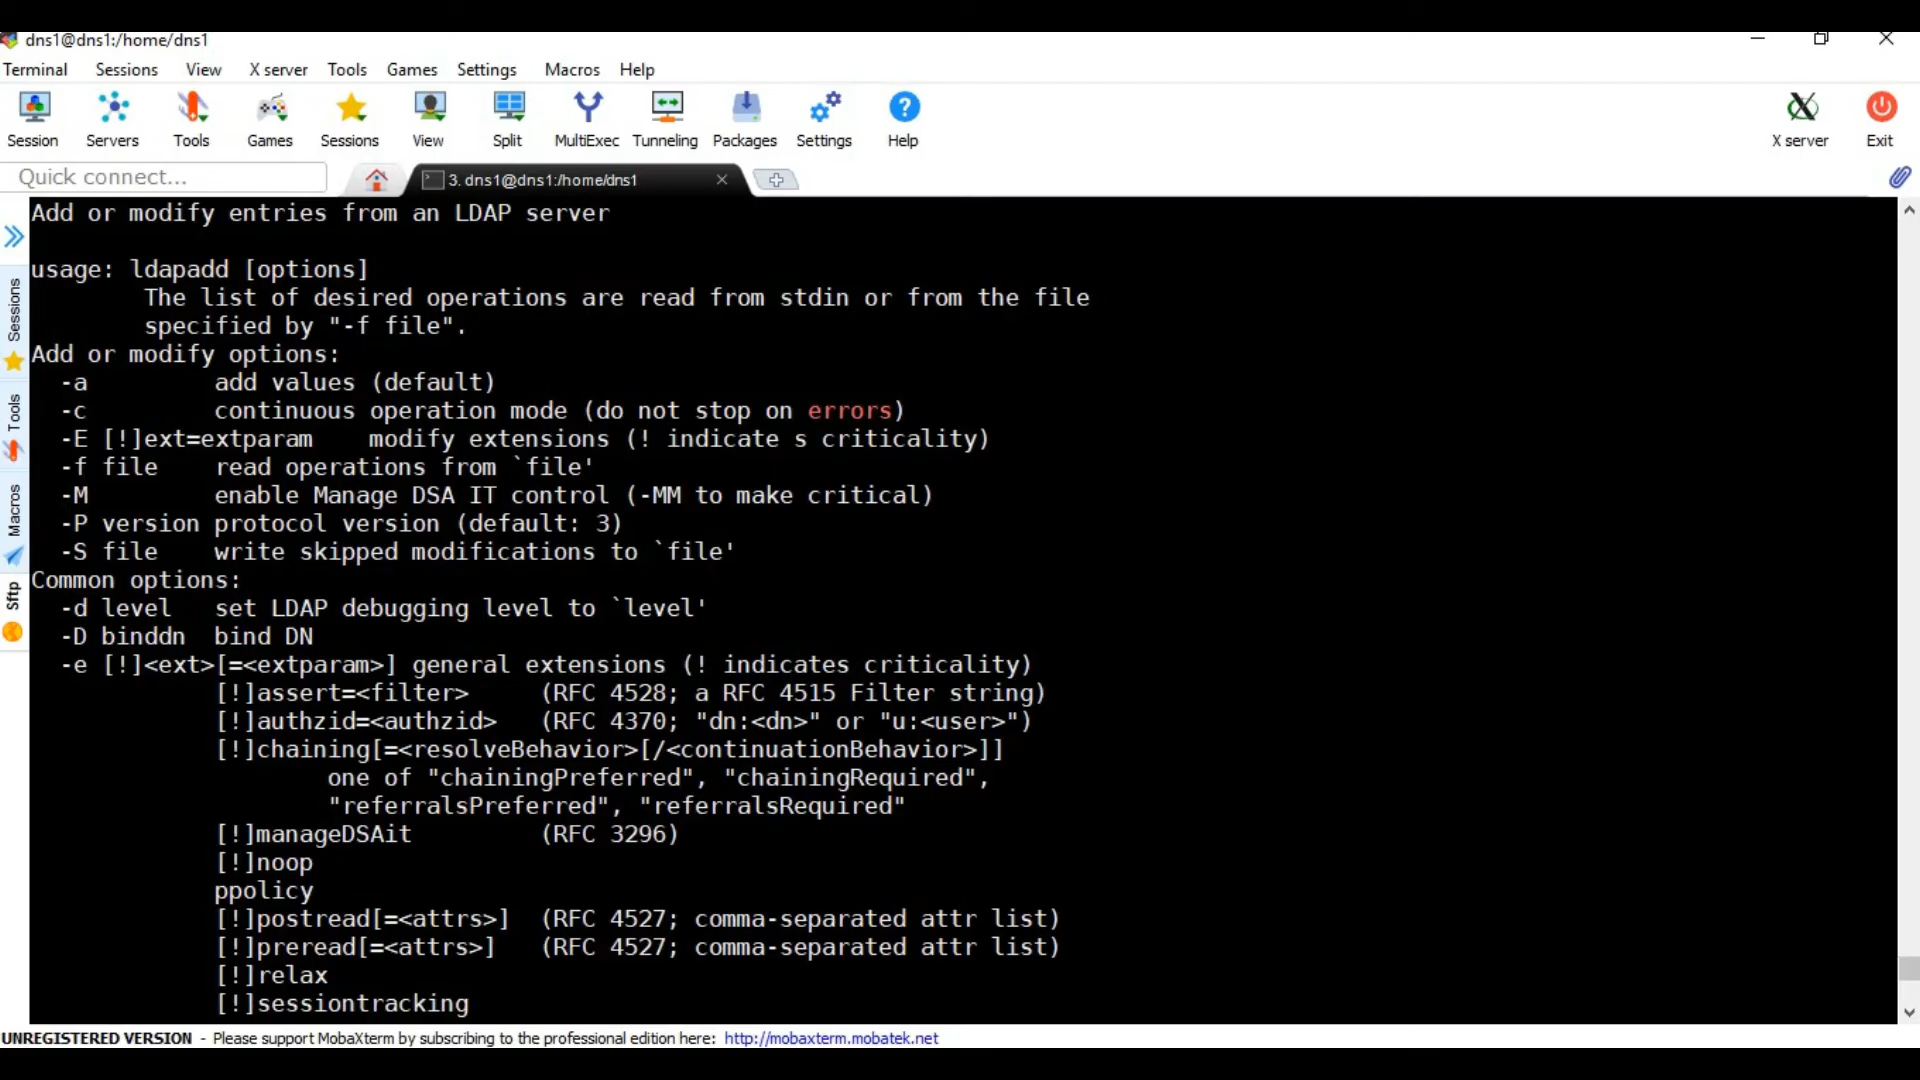 dns1@dns1:/home/dns1
Terminal Sessions View X server Tools Games Settings Macros Help
Session Servers Tools Games Sessions View Split MultiExec Tunneling Packages Settings Help X server Exit
Quick connect...
3. dns1@dns1:/home/dns1
Sessions
Tools
Macros
Sftp
Add or modify entries from an LDAP server
usage: ldapadd [options]
The list of desired operations are read from stdin or from the file
specified by "-f file".
Add or modify options:
-a add values (default)
-c continuous operation mode (do not stop on errors)
-E [!]ext=extparam modify extensions (! indicate s criticality)
-f file read operations from `file'
-M enable Manage DSA IT control (-MM to make critical)
-P version protocol version (default: 3)
-S file write skipped modifications to `file'
Common options:
-d level set LDAP debugging level to `level'
-D binddn bind DN
-e [!]<ext>[=<extparam>] general extensions (! indicates criticality)
[!]assert=<filter> (RFC 4528; a RFC 4515 Filter string)
[!]authzid=<authzid> (RFC 4370; "dn:<dn>" or "u:<user>")
[!]chaining[=<resolveBehavior>[/<continuationBehavior>]]
one of "chainingPreferred", "chainingRequired",
"referralsPreferred", "referralsRequired"
[!]manageDSAit (RFC 3296)
[!]noop
ppolicy
[!]postread[=<attrs>] (RFC 4527; comma-separated attr list)
[!]preread[=<attrs>] (RFC 4527; comma-separated attr list)
[!]relax
[!]sessiontracking
UNREGISTERED VERSION - Please support MobaXterm by subscribing to the professional edition here: http://mobaxterm.mobatek.net